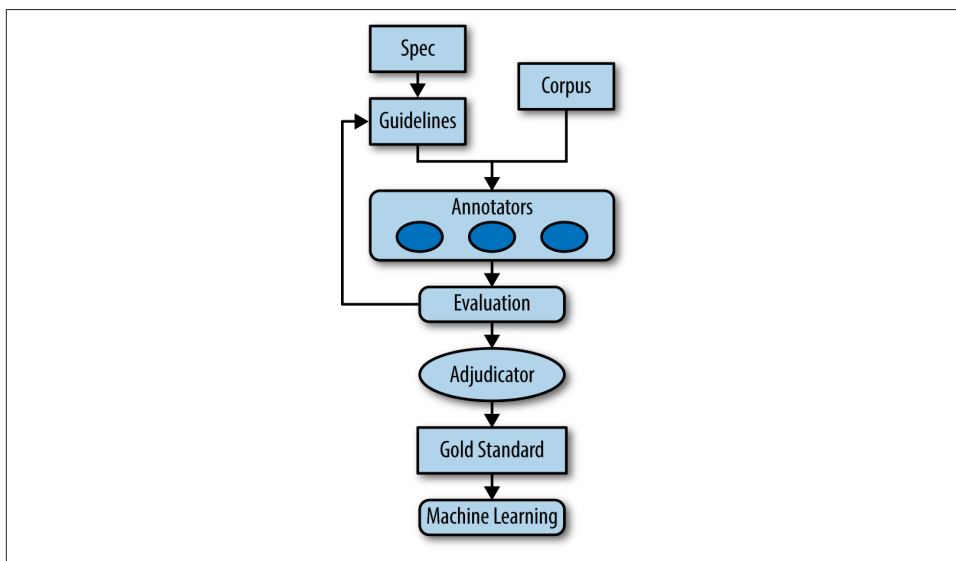 Spec
Corpus
Guidelines
Annotators
Evaluation
Adjudicator
Gold Standard
Machine Learning